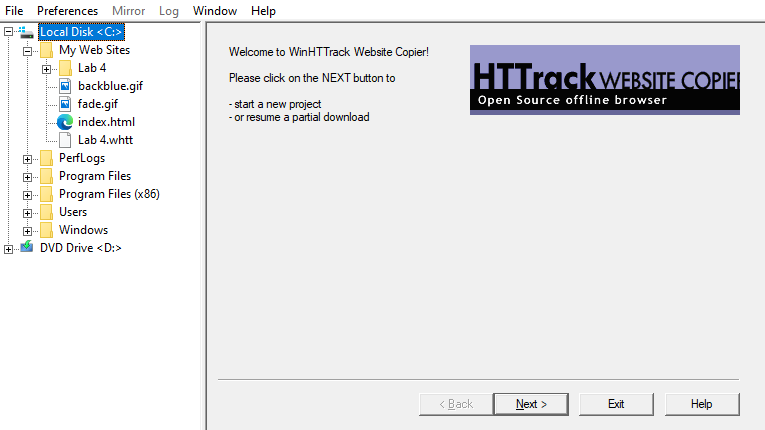 File Preferences Mirror Log Window Help
Local Disk <C:>
My Web Sites
Lab 4
backblue.gif
fade.gif
index.html
Lab 4.whtt
PerfLogs
Program Files
Program Files (x86)
Users
Windows
DVD Drive <D:>
Welcome to WinHTTrack Website Copier!
Please click on the NEXT button to
- start a new project
- or resume a partial download
HTTrack WEBSITE COPIER
Open Source offline browser
< Back Next > Exit Help